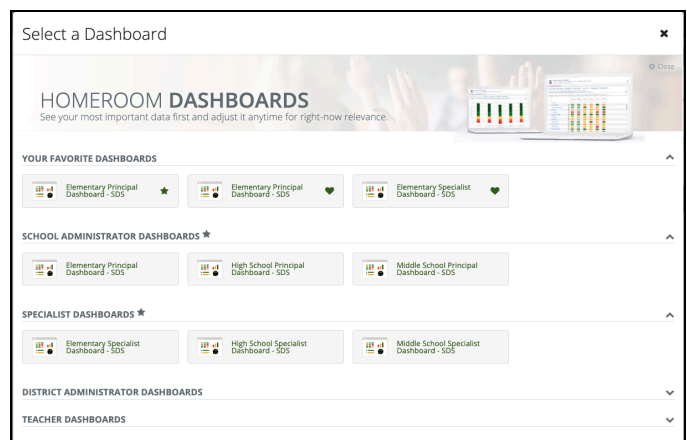 Select a Dashboard
Close
HOMEROOM DASHBOARDS
See your most important data first and adjust it anytime for right-now relevance.
YOUR FAVORITE DASHBOARDS
Elementary Principal
Dashboard - SDS
Elementary Principal
Dashboard - SDS
Elementary Specialist
Dashboard - SDS
SCHOOL ADMINISTRATOR DASHBOARDS
Elementary Principal
Dashboard - SDS
High School Principal
Dashboard - SDS
Middle School Principal
Dashboard - SDS
SPECIALIST DASHBOARDS
Elementary Specialist
Dashboard - SDS
High School Specialist
Dashboard - SDS
Middle School Specialist
Dashboard - SDS
DISTRICT ADMINISTRATOR DASHBOARDS
TEACHER DASHBOARDS